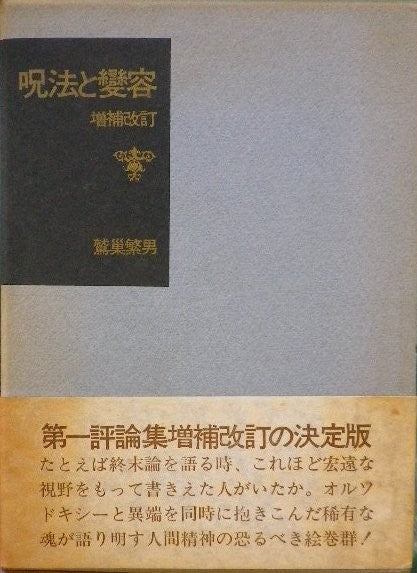 呪法と變容
増補改訂
鷲巣繁男
第一評論集増補改訂の決定版
たとえば終末論を語る時、これほど宏遠な
視野をもって書きえた人がいたか。オルソ
ドキシーと異端を同時に抱きこんだ稀有な
魂が語り明す人間精神の恐るべき絵巻群！